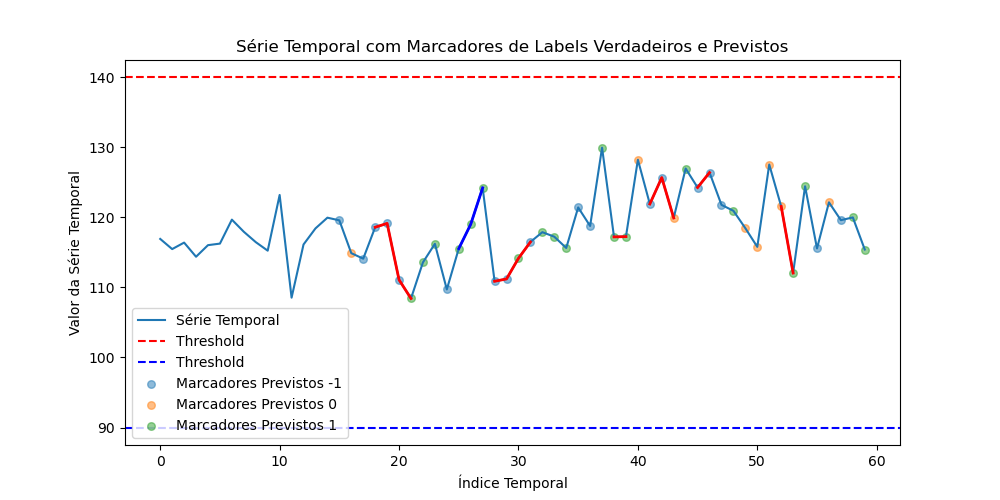 Série Temporal com Marcadores de Labels Verdadeiros e Previstos
Valor da Série Temporal
140
130
120
110
100
90
Série Temporal
Threshold
Threshold
Marcadores Previstos -1
Marcadores Previstos 0
Marcadores Previstos 1
0
10
20
30
40
50
60
Índice Temporal